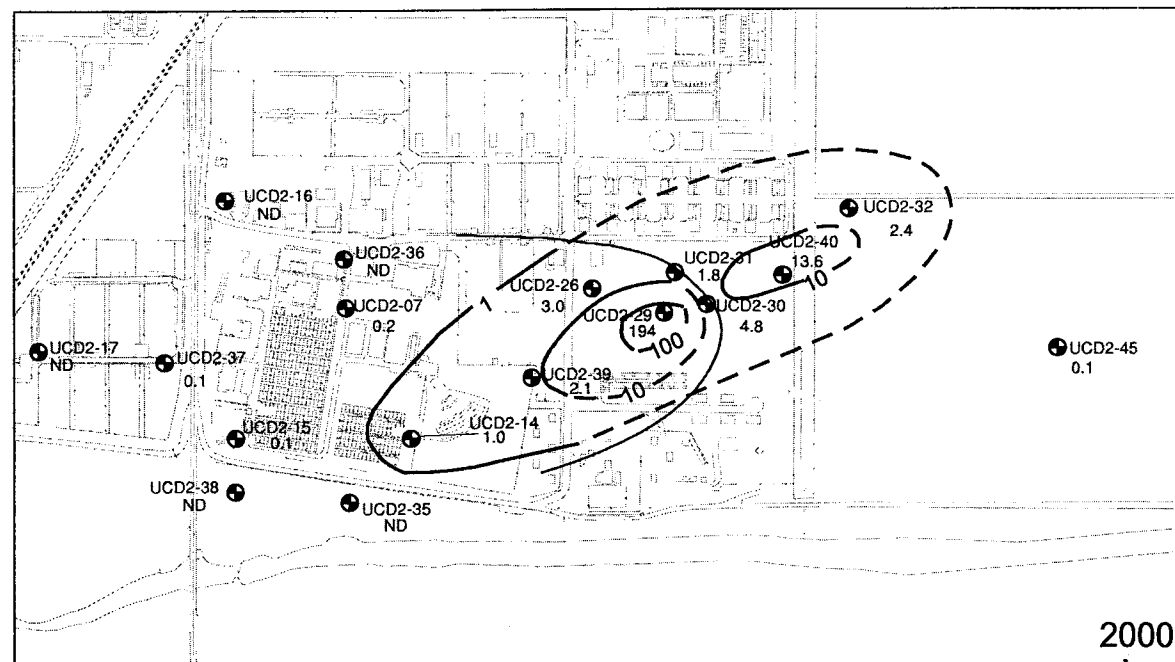 UCD2-16
ND
UCD2-32
2.4
UCD2-36
ND
UCD2-40
13.6
10
UCD2-31
1.8
UCD2-26
3.0
1
UCD2-07
0.2
UCD2-30
4.8
UCD2-29
194
100
UCD2-17
ND
UCD2-37
0.1
UCD2-45
0.1
UCD2-39
2.1
10
UCD2-14
1.0
UCD2-15
0.1
UCD2-38
ND
UCD2-35
ND
2000